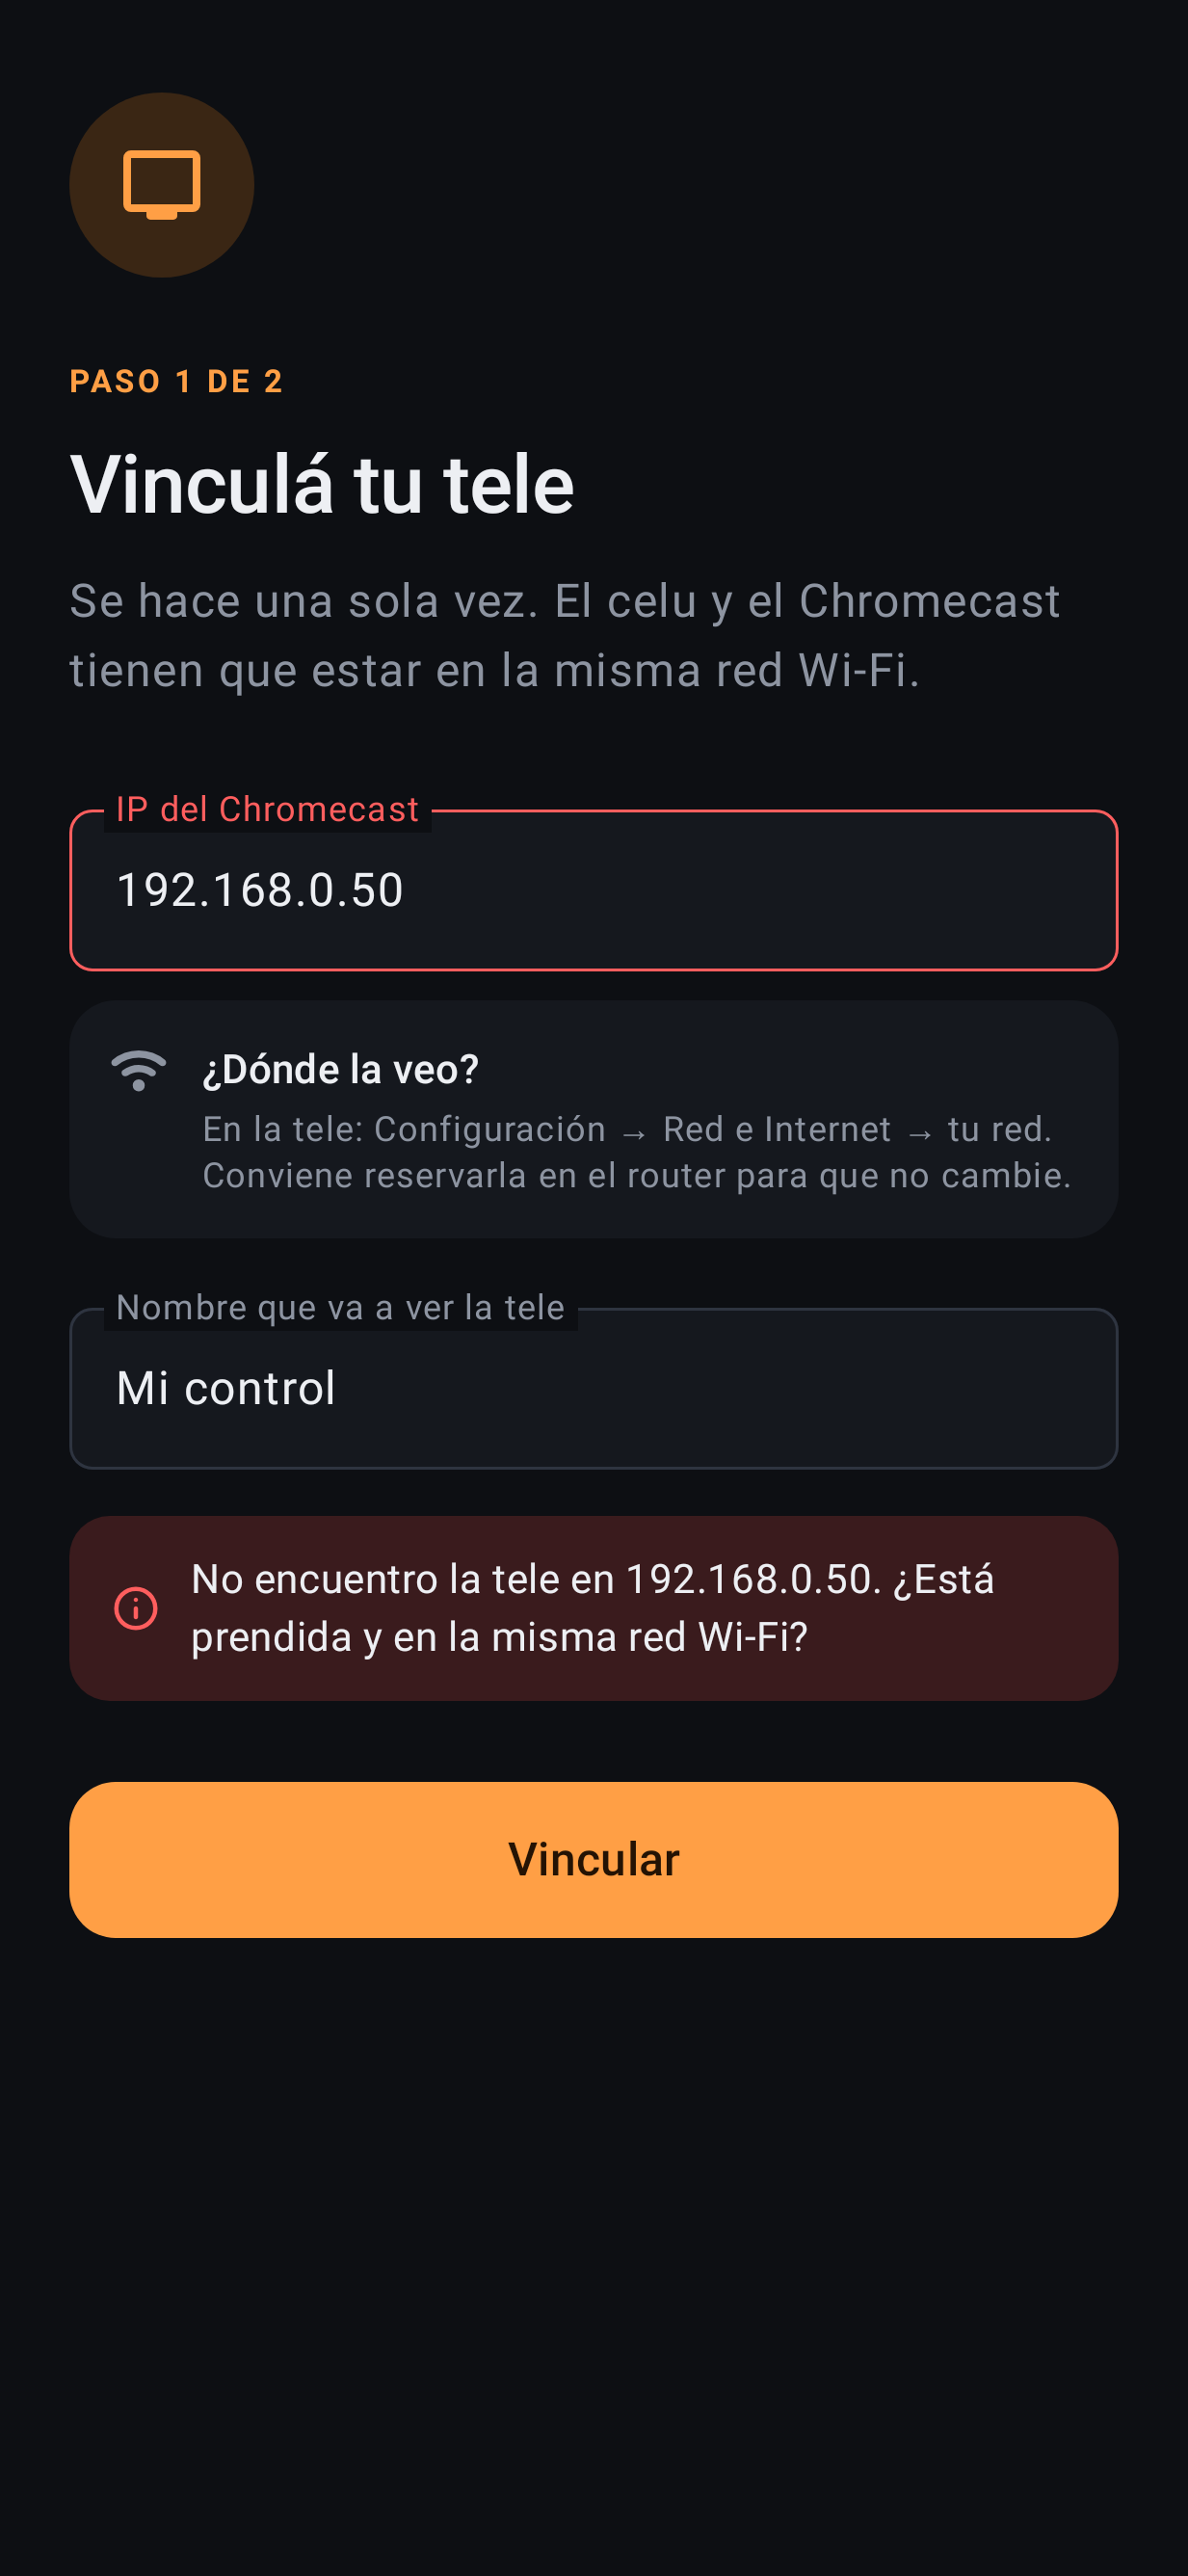 PASO 1 DE 2
Vinculá tu tele
Se hace una sola vez. El celu y el Chromecast
tienen que estar en la misma red Wi-Fi.
IP del Chromecast
192.168.0.50
¿Dónde la veo?
En la tele: Configuración → Red e Internet → tu red.
Conviene reservarla en el router para que no cambie.
Nombre que va a ver la tele
Mi control
No encuentro la tele en 192.168.0.50. ¿Está
prendida y en la misma red Wi-Fi?
Vincular